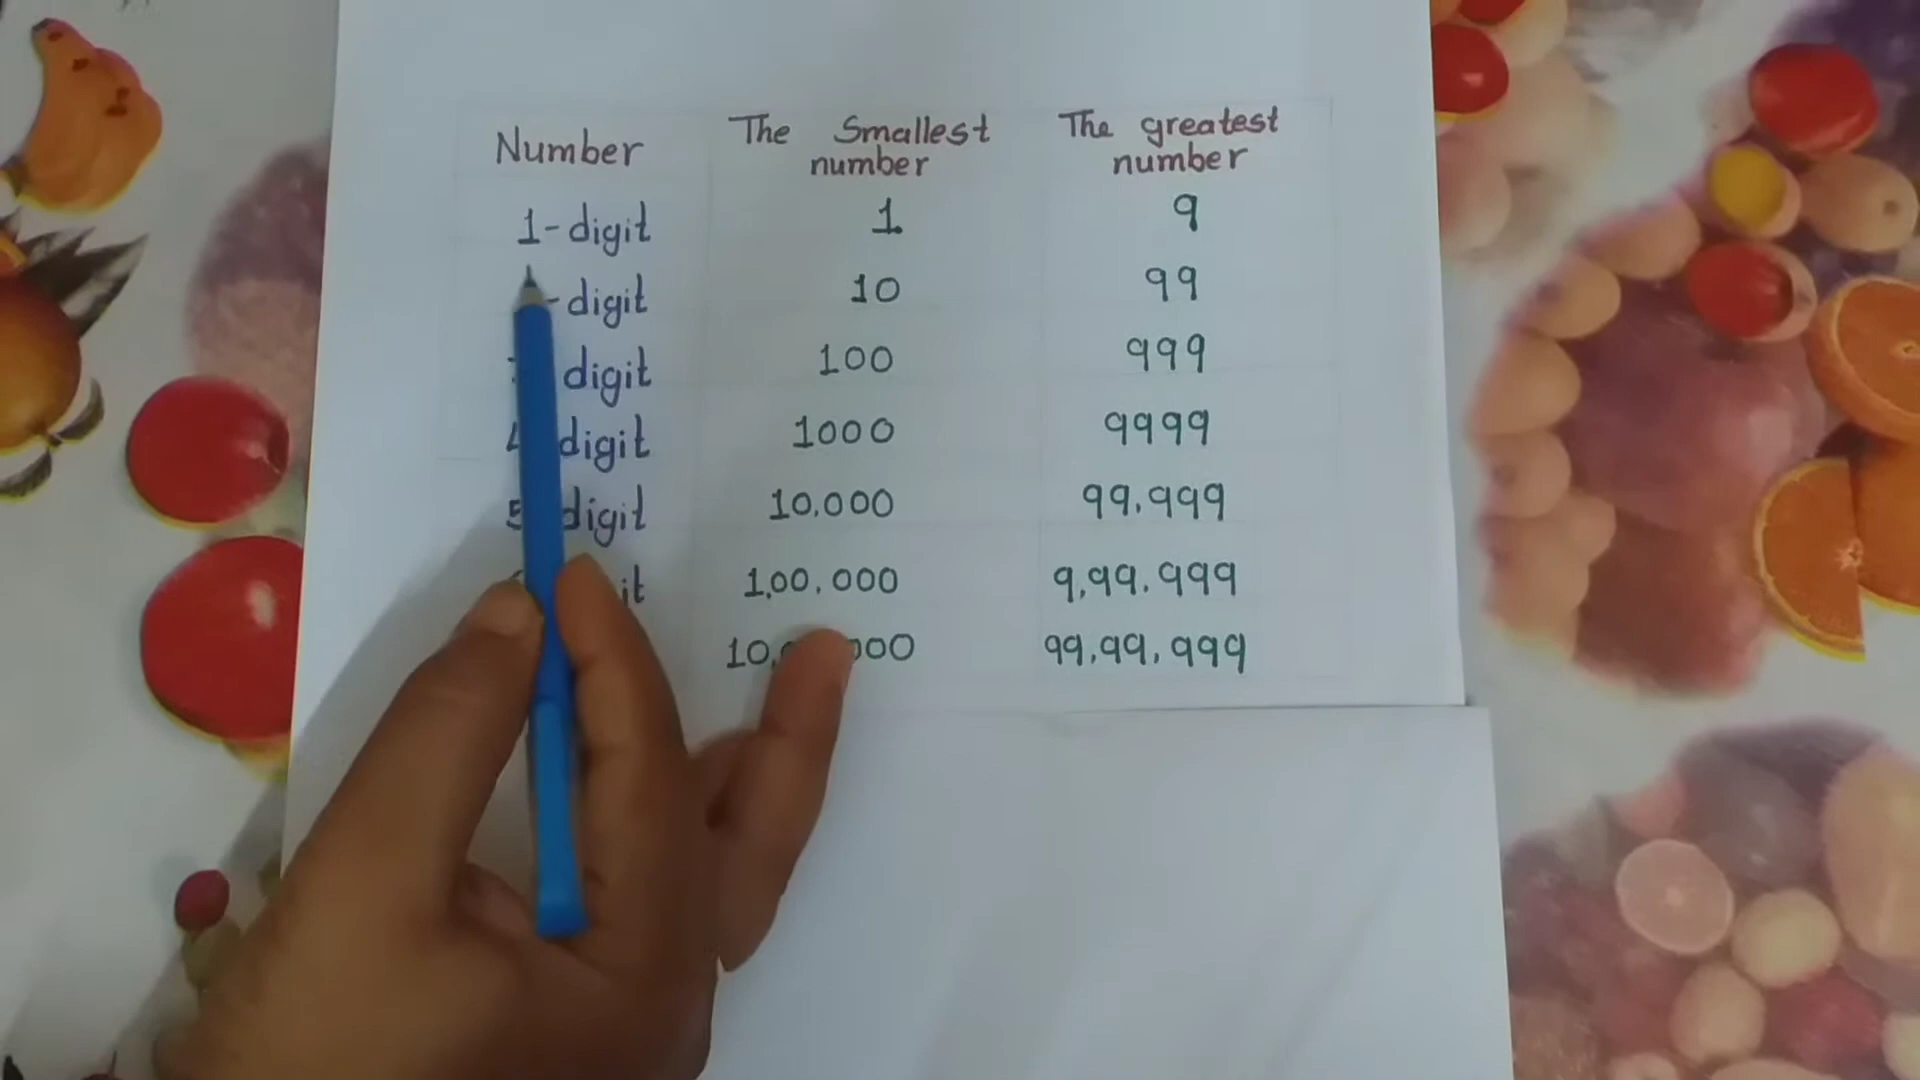 Number The Smallest number The greatest number
1-digit 1 9
-digit 10 99
digit 100 999
digit 1000 9999
5 digit 10,000 99,999
1,00,000 9,99,999
99,99,999